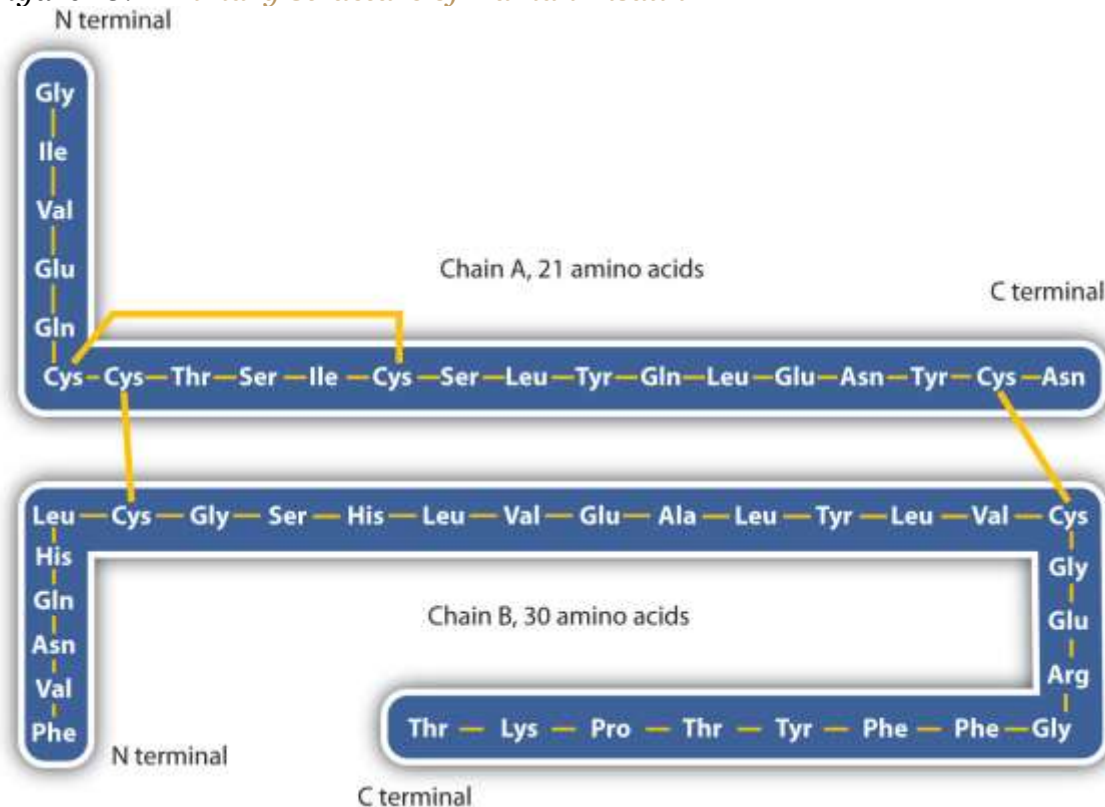 N terminal
Gly
Ile
Val
Glu
Gln
Chain A, 21 amino acids
C terminal
Cys Cys Thr Ser Ile Cys Ser Leu Tyr Gln Leu Glu Asn Tyr Cys Asn
Leu Cys Gly Ser His Leu Val Glu Ala Leu Tyr Leu Val Cys
His
Gln
Asn
Val
Phe
N terminal
Chain B, 30 amino acids
Gly
Glu
Arg
Thr Lys Pro Thr Tyr Phe Phe Gly
C terminal